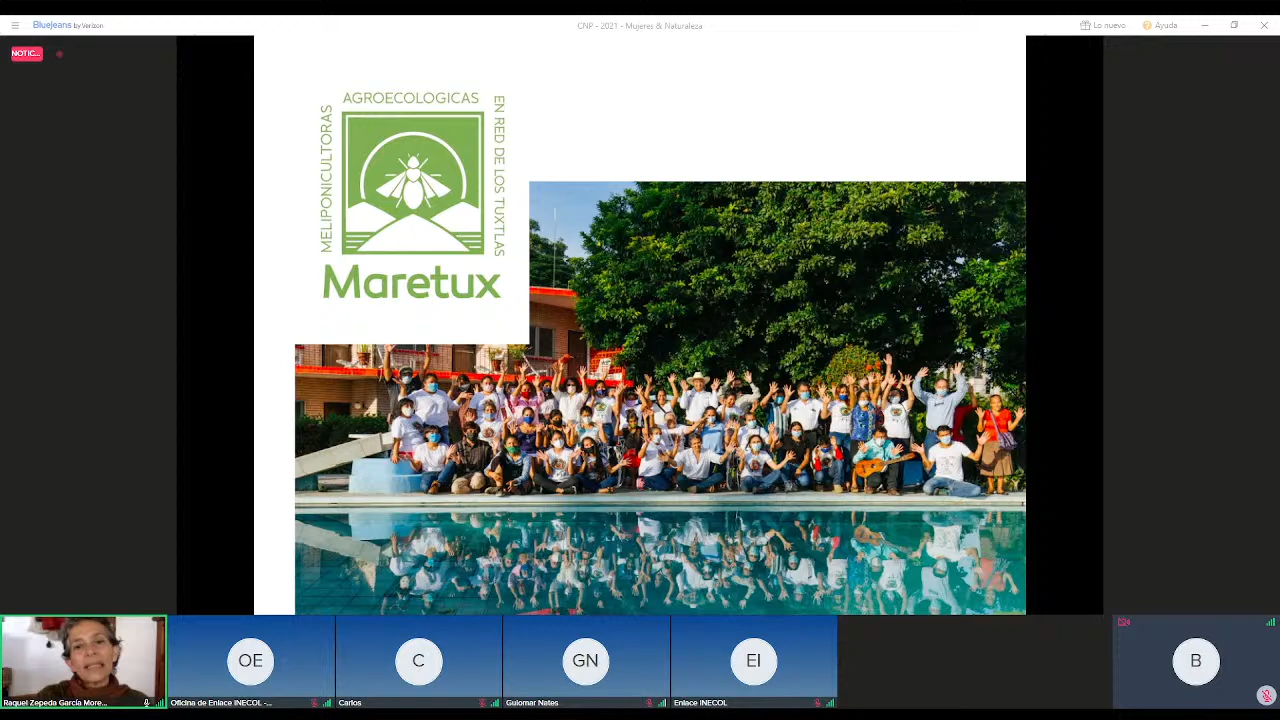 Bluejeans by Verizon
CNP - 2021 - Mujeres & Naturaleza
Lo nuevo
Ayuda
NOTIC...
AGROECOLOGICAS
MELIPONICULTORAS
EN RED DE LOS TUXTLAS
Maretux
OE
C
GN
EI
B
Raquel Zepeda García More...
Oficina de Enlace INECOL -...
Carlos
Guiomar Nates
Enlace INECOL